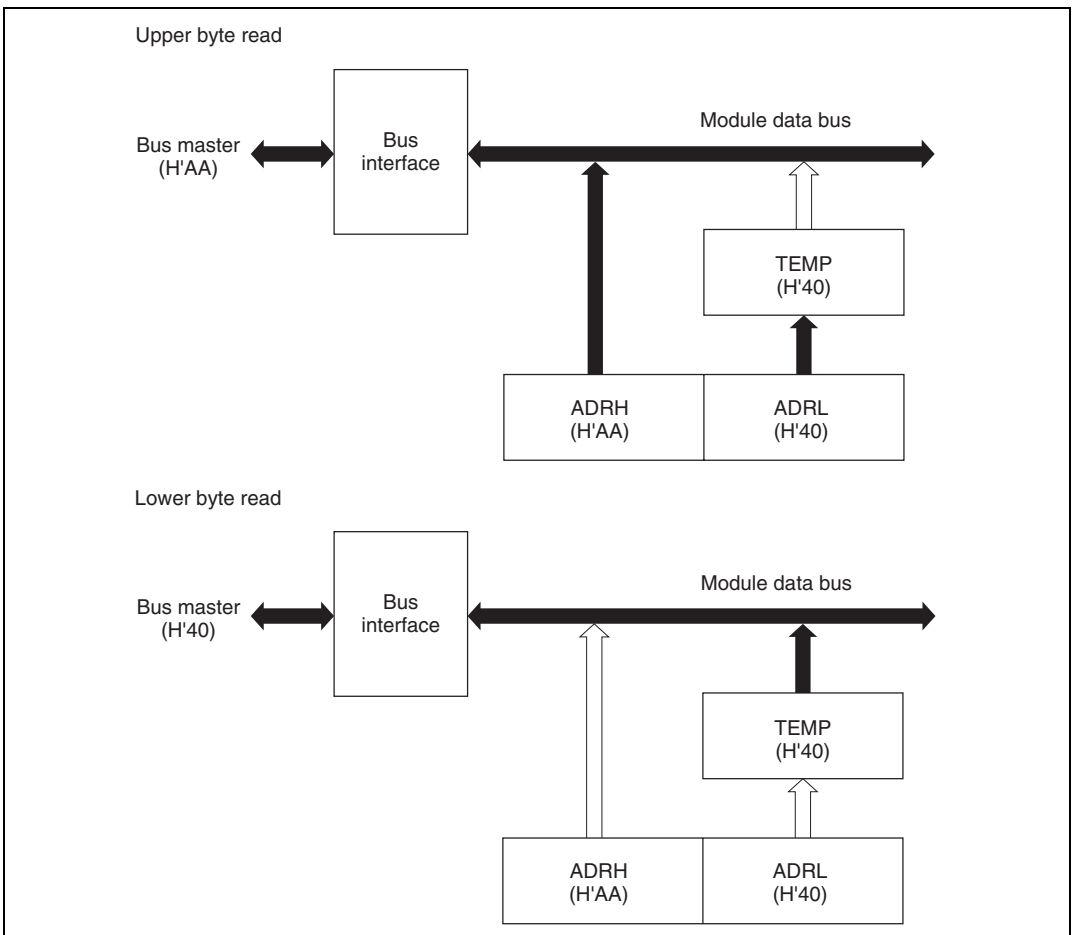 Upper byte read
Module data bus
Bus master
(H'AA)
Bus
interface
TEMP
(H'40)
ADRH
(H'AA)
ADRL
(H'40)
Lower byte read
Module data bus
Bus master
(H'40)
Bus
interface
TEMP
(H'40)
ADRH
(H'AA)
ADRL
(H'40)